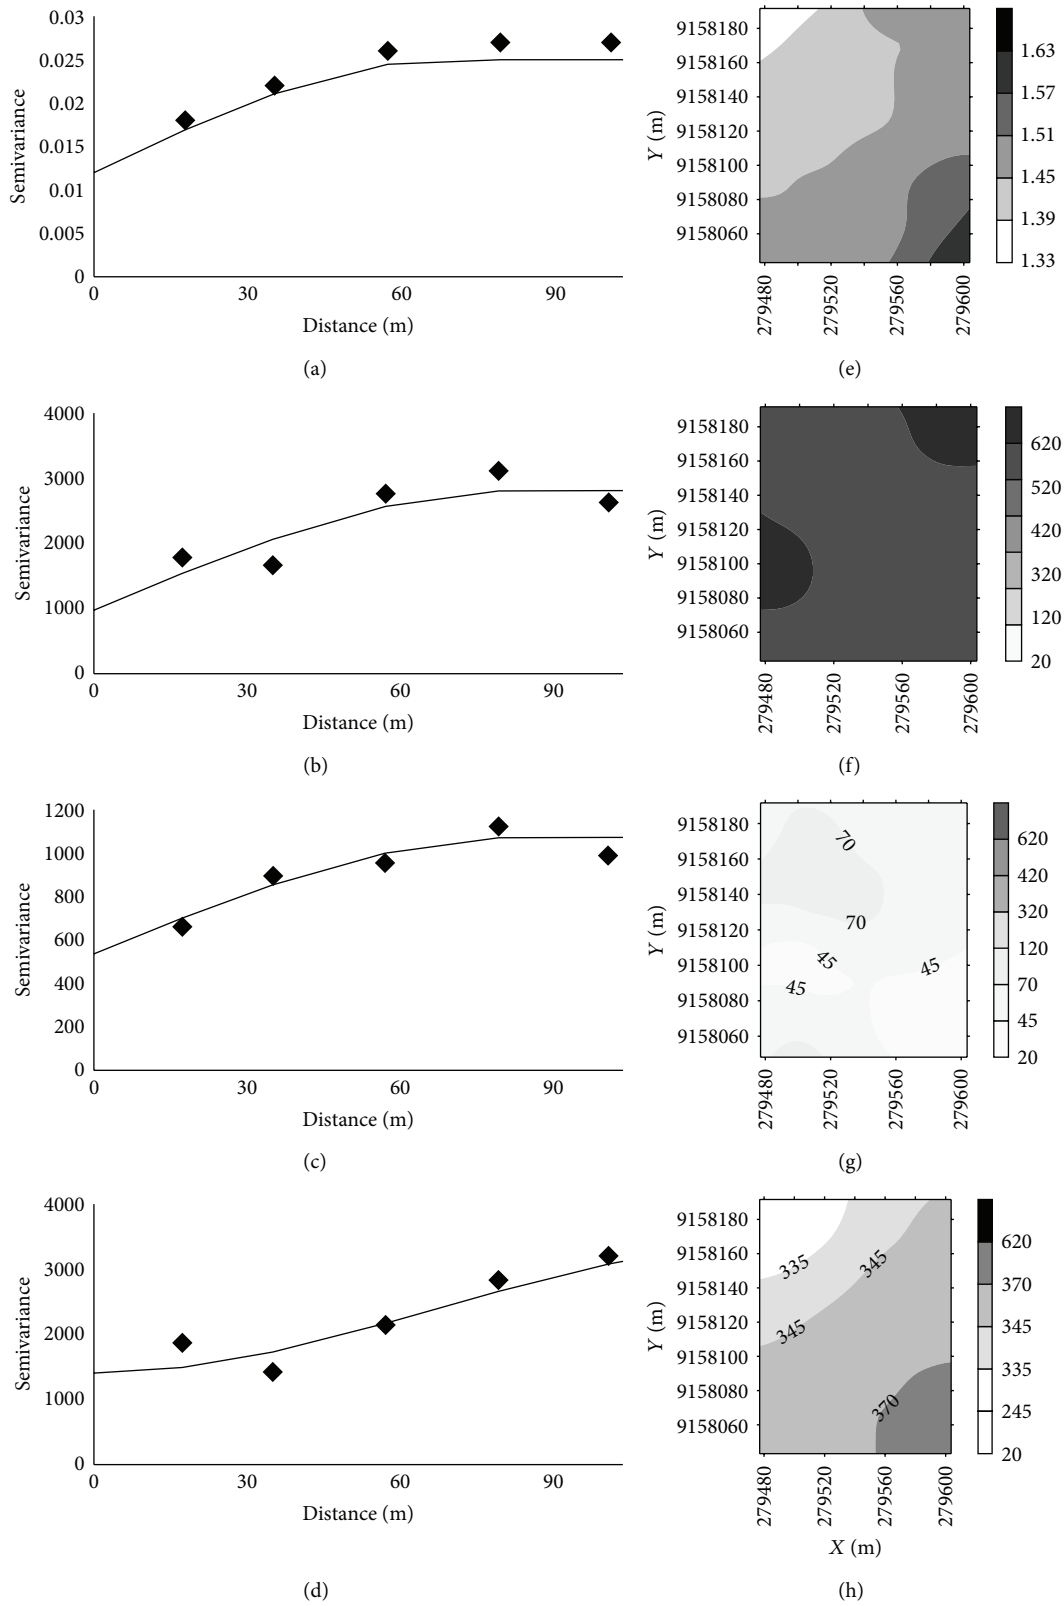 0.03
0.025
0.02
0.015
0.01
0.005
0
Semivariance
0 30 60 90
Distance (m)
(a)
9158180
9158160
9158140
9158120
9158100
9158080
9158060
Y (m)
279480 279520 279560 279600
1.63
1.57
1.51
1.45
1.39
1.33
(e)
4000
3000
2000
1000
0
Semivariance
0 30 60 90
Distance (m)
(b)
9158180
9158160
9158140
9158120
9158100
9158080
9158060
Y (m)
279480 279520 279560 279600
620
520
420
320
120
20
(f)
1200
1000
800
600
400
200
0
Semivariance
0 30 60 90
Distance (m)
(c)
9158180
9158160
9158140
9158120
9158100
9158080
9158060
Y (m)
70
70
45
45
45
279480 279520 279560 279600
620
420
320
120
70
45
20
(g)
4000
3000
2000
1000
0
Semivariance
0 30 60 90
Distance (m)
(d)
9158180
9158160
9158140
9158120
9158100
9158080
9158060
Y (m)
335
345
345
370
279480 279520 279560 279600
X (m)
620
370
345
335
245
20
(h)